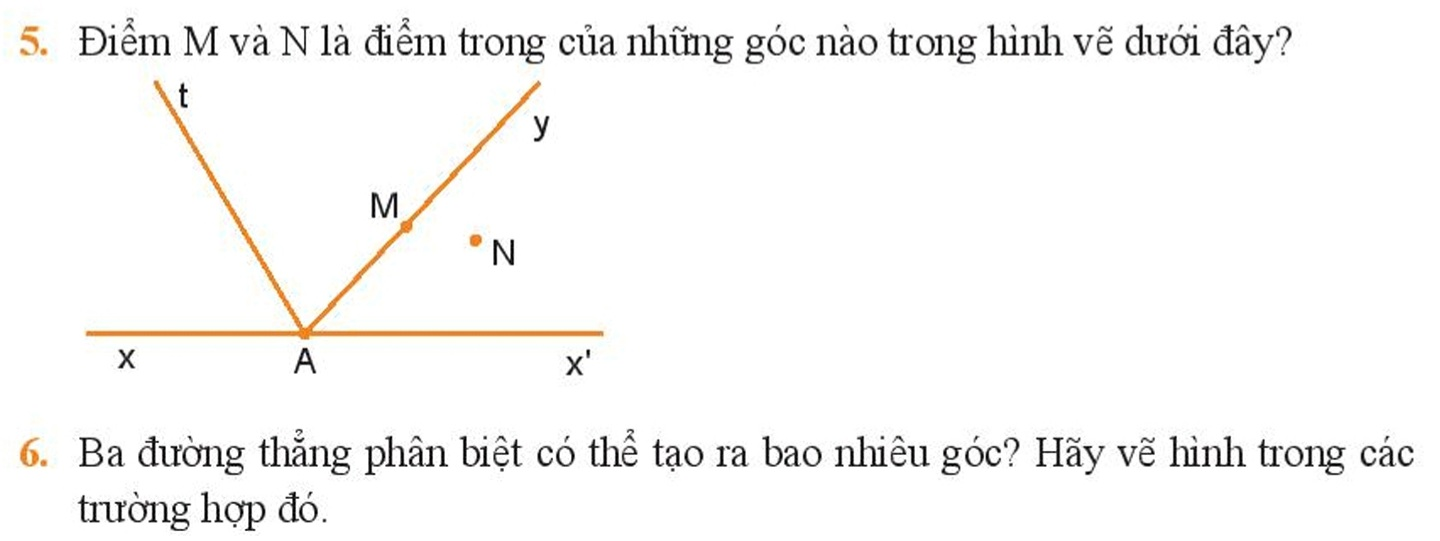 5. Điểm M và N là điểm trong của những góc nào trong hình vẽ dưới đây?
t
y
M
N
x
A
x'
6. Ba đường thẳng phân biệt có thể tạo ra bao nhiêu góc? Hãy vẽ hình trong các
trường hợp đó.